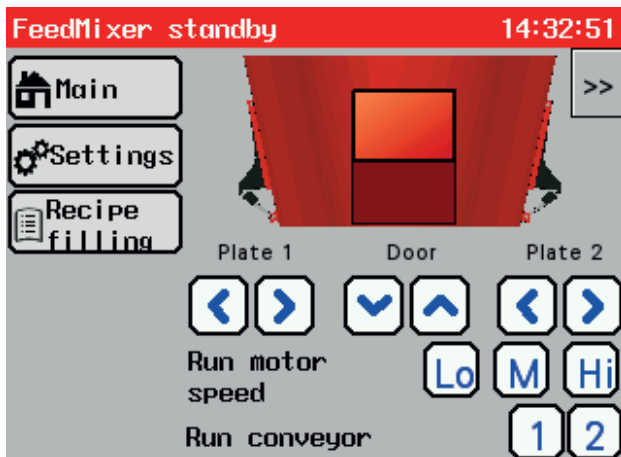 FeedMixer standby 14:32:51
Main
>>
Settings
Recipe
filling
Plate 1 Door Plate 2
Run motor
speed
Lo M Hi
Run conveyor
1 2